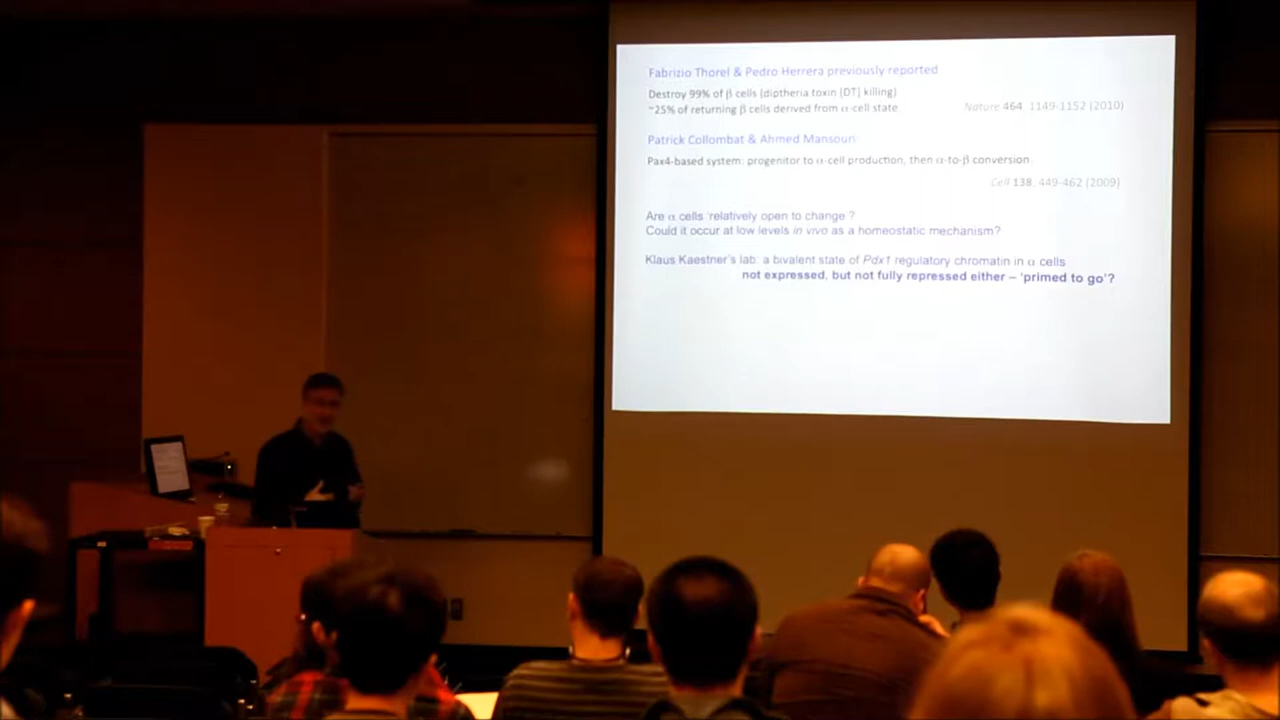 Fabrizio Thorel & Pedro Herrera previously reported
Destroy 99% of β cells (diptheria toxin [DT] killing)
~25% of returning β cells derived from α-cell state
Nature 464, 1149-1152 (2010)
Patrick Collombat & Ahmed Mansouri
Pax4-based system: progenitor to α-cell production, then α-to-β conversion
Cell 138, 449-462 (2009)
Are α cells 'relatively open to change'?
Could it occur at low levels in vivo as a homeostatic mechanism?
Klaus Kaestner's lab: a bivalent state of Pdx1 regulatory chromatin in α cells
not expressed, but not fully repressed either – 'primed to go'?